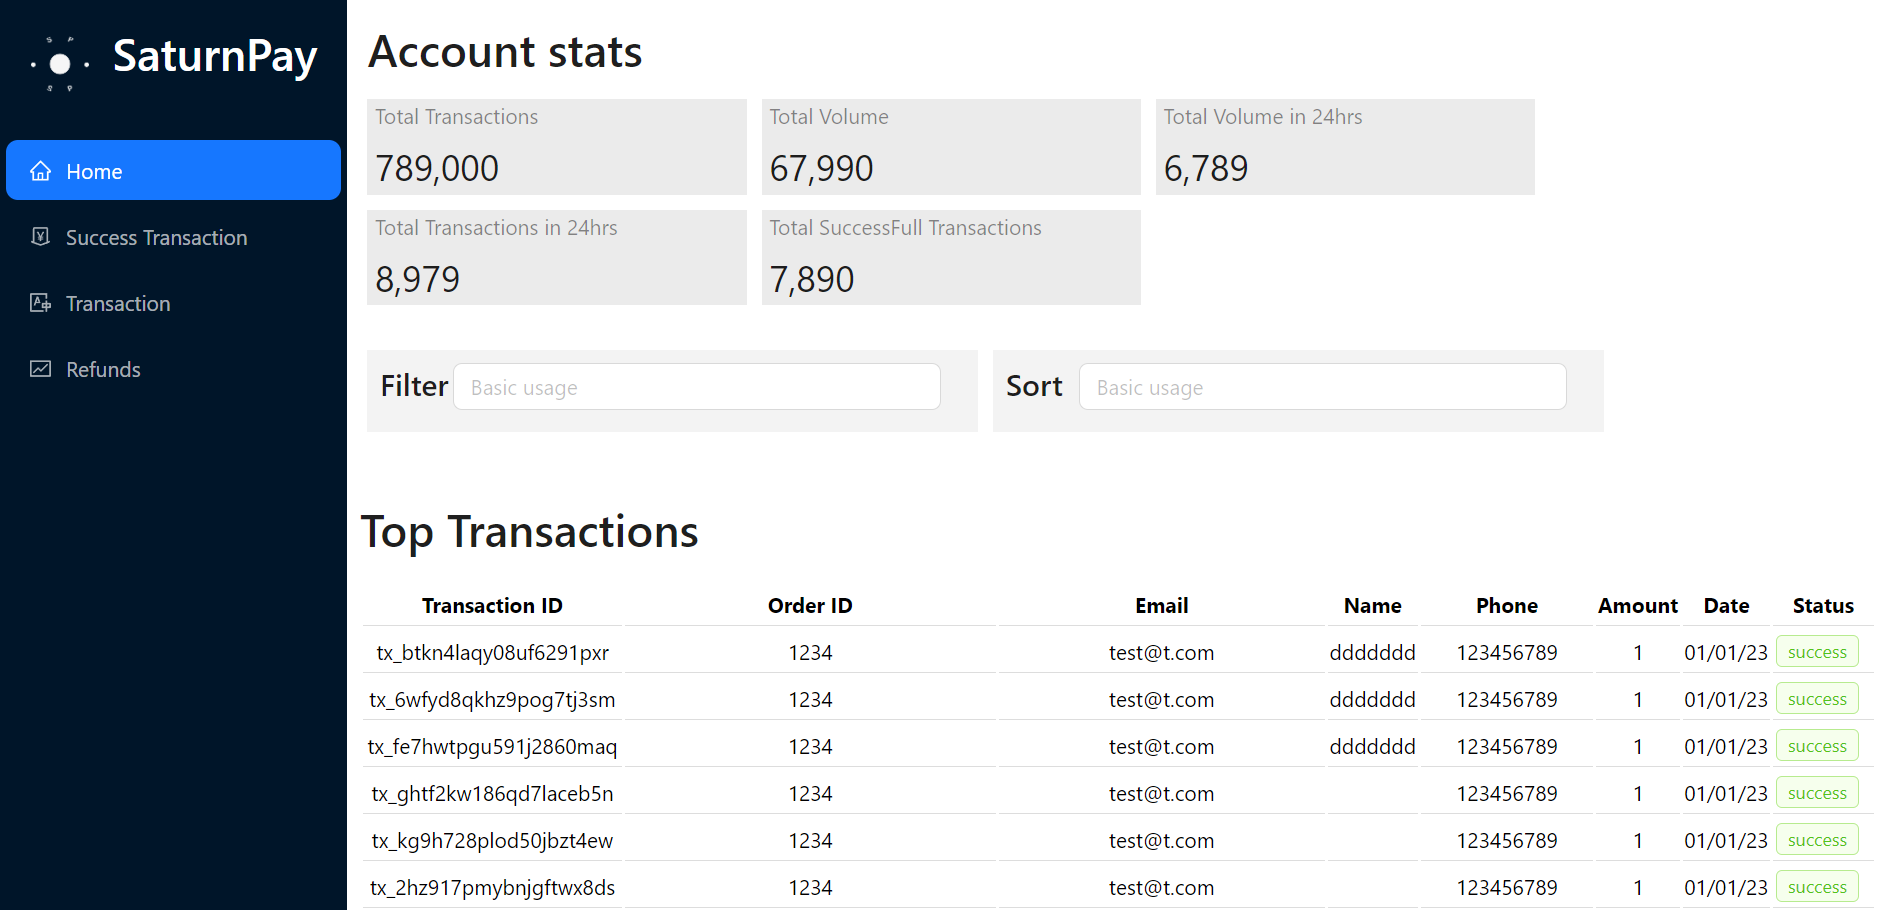 S P
SaturnPay
S P
Home
Success Transaction
Transaction
Refunds
Account stats
Total Transactions
789,000
Total Volume
67,990
Total Volume in 24hrs
6,789
Total Transactions in 24hrs
8,979
Total SuccessFull Transactions
7,890
Filter Basic usage
Sort Basic usage
Top Transactions
Transaction ID Order ID Email Name Phone Amount Date Status
tx_btkn4laqy08uf6291pxr 1234 test@t.com ddddddd 123456789 1 01/01/23 success
tx_6wfyd8qkhz9pog7tj3sm 1234 test@t.com ddddddd 123456789 1 01/01/23 success
tx_fe7hwtpgu591j2860maq 1234 test@t.com ddddddd 123456789 1 01/01/23 success
tx_ghtf2kw186qd7laceb5n 1234 test@t.com 123456789 1 01/01/23 success
tx_kg9h728plod50jbzt4ew 1234 test@t.com 123456789 1 01/01/23 success
tx_2hz917pmybnjgftwx8ds 1234 test@t.com 123456789 1 01/01/23 success